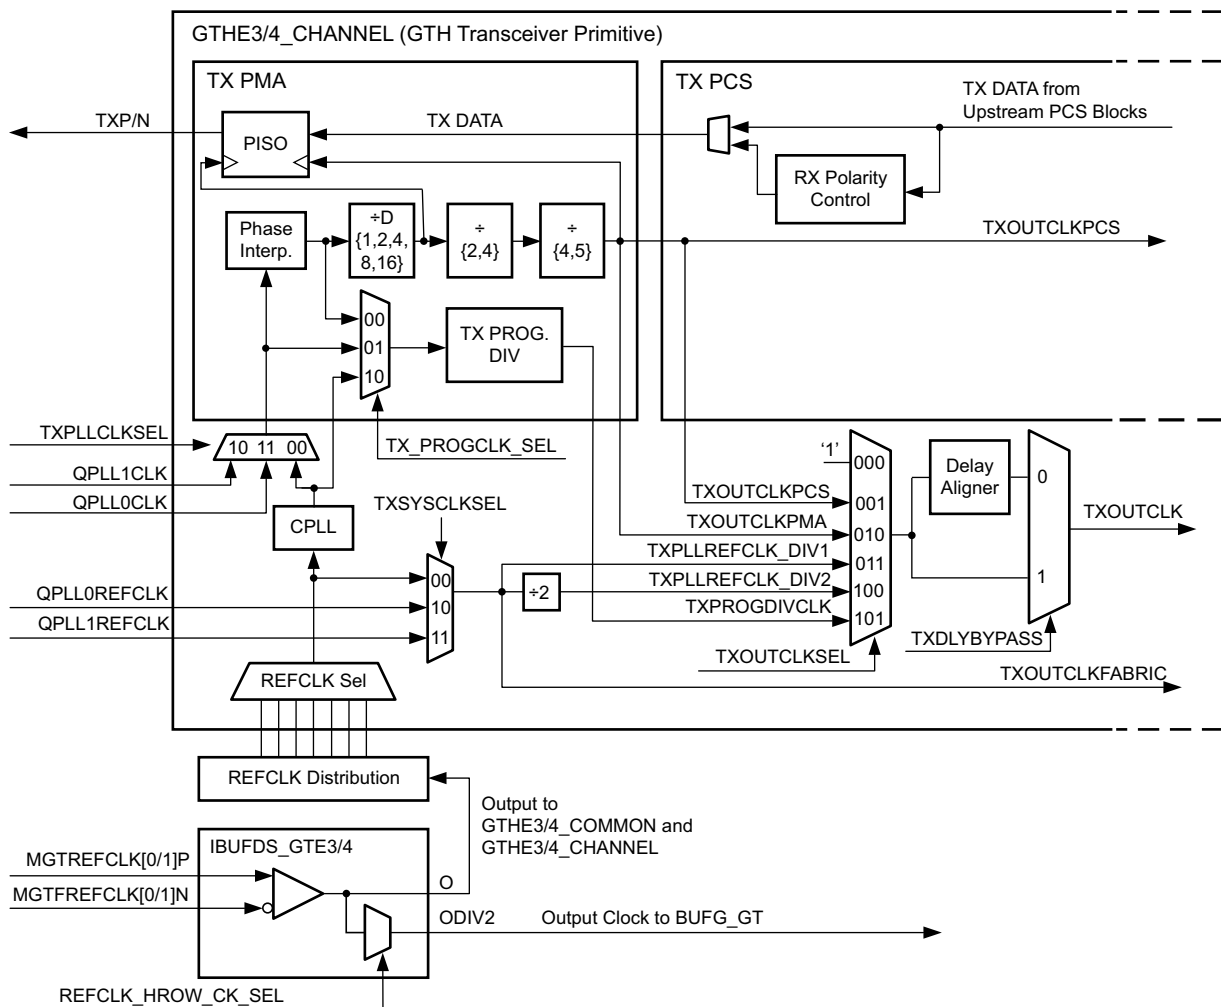 GTHE3/4_CHANNEL (GTH Transceiver Primitive)
TX PMA
TX PCS
TX DATA from
Upstream PCS Blocks
TXP/N
PISO
TX DATA
RX Polarity
Control
Phase
Interp.
÷D
{1,2,4,
8,16}
÷
{2,4}
÷
{4,5}
TXOUTCLKPCS
00
01
10
TX PROG.
DIV
TXPLLCLKSEL
10 11 00
TX_PROGCLK_SEL
QPLL1CLK
QPLL0CLK
CPLL
TXSYSCLKSEL
00
10
11
QPLL0REFCLK
QPLL1REFCLK
÷2
‘1’
TXOUTCLKPCS
TXOUTCLKPMA
TXPLLREFCLK_DIV1
TXPLLREFCLK_DIV2
TXPROGDIVCLK
000
001
010
011
100
101
TXOUTCLKSEL
Delay
Aligner
0
1
TXOUTCLK
TXDLYBYPASS
TXOUTCLKFABRIC
REFCLK Sel
REFCLK Distribution
Output to
GTHE3/4_COMMON and
GTHE3/4_CHANNEL
IBUFDS_GTE3/4
MGTREFCLK[0/1]P
MGTFREFCLK[0/1]N
O
ODIV2
Output Clock to BUFG_GT
REFCLK_HROW_CK_SEL